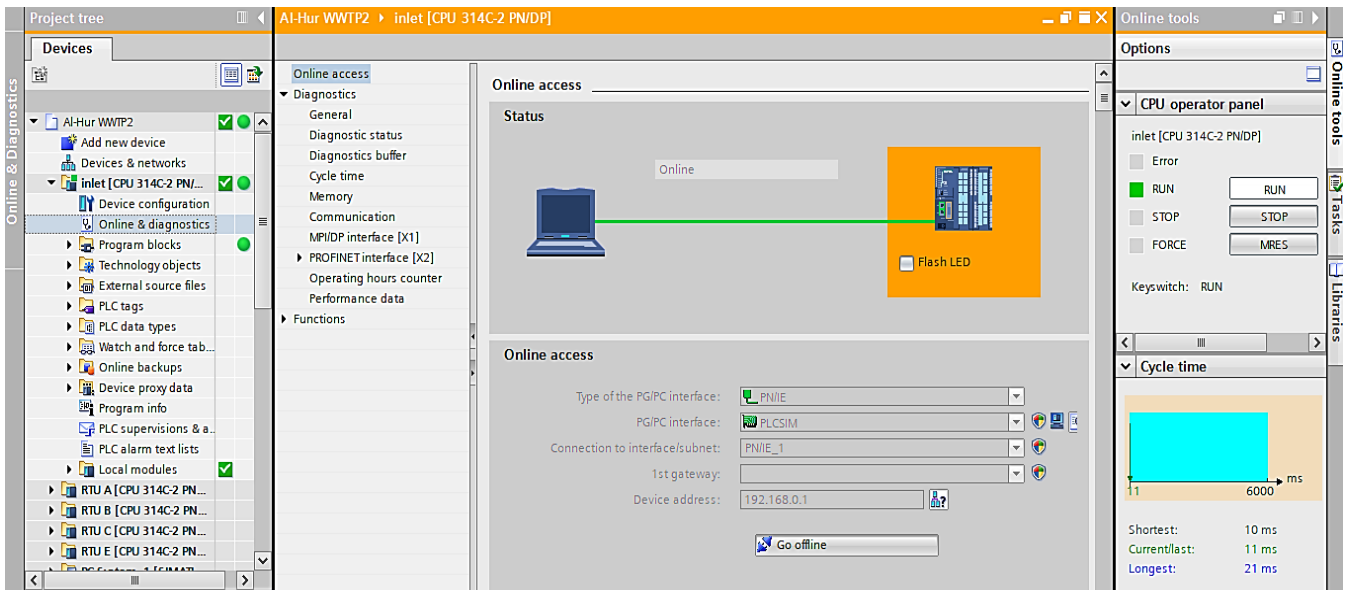 Project tree
Devices
Al-Hur WWTP2
Add new device
Devices & networks
inlet [CPU 314C-2 PN/...
Device configuration
Online & diagnostics
Program blocks
Technology objects
External source files
PLC tags
PLC data types
Watch and force tab...
Online backups
Device proxy data
Program info
PLC supervisions & a..
PLC alarm text lists
Local modules
RTU A [CPU 314C-2 PN...
RTU B [CPU 314C-2 PN...
RTU C [CPU 314C-2 PN...
RTU E [CPU 314C-2 PN...
Online & Diagnostics
Al-Hur WWTP2 ▸ inlet [CPU 314C-2 PN/DP]
Online access
Diagnostics
General
Diagnostic status
Diagnostics buffer
Cycle time
Memory
Communication
MPI/DP interface [X1]
PROFINET interface [X2]
Operating hours counter
Performance data
Functions
Online access
Status
Online
Flash LED
Online access
Type of the PG/PC interface: PN/IE
PG/PC interface: PLCSIM
Connection to interface/subnet: PN/IE_1
1st gateway:
Device address: 192.168.0.1
Go offline
Online tools
Options
CPU operator panel
inlet [CPU 314C-2 PN/DP]
Error
RUN RUN
STOP STOP
FORCE MRES
Keyswitch: RUN
Cycle time
ms
11 6000
Shortest: 10 ms
Current/last: 11 ms
Longest: 21 ms
Online tools
Tasks
Libraries